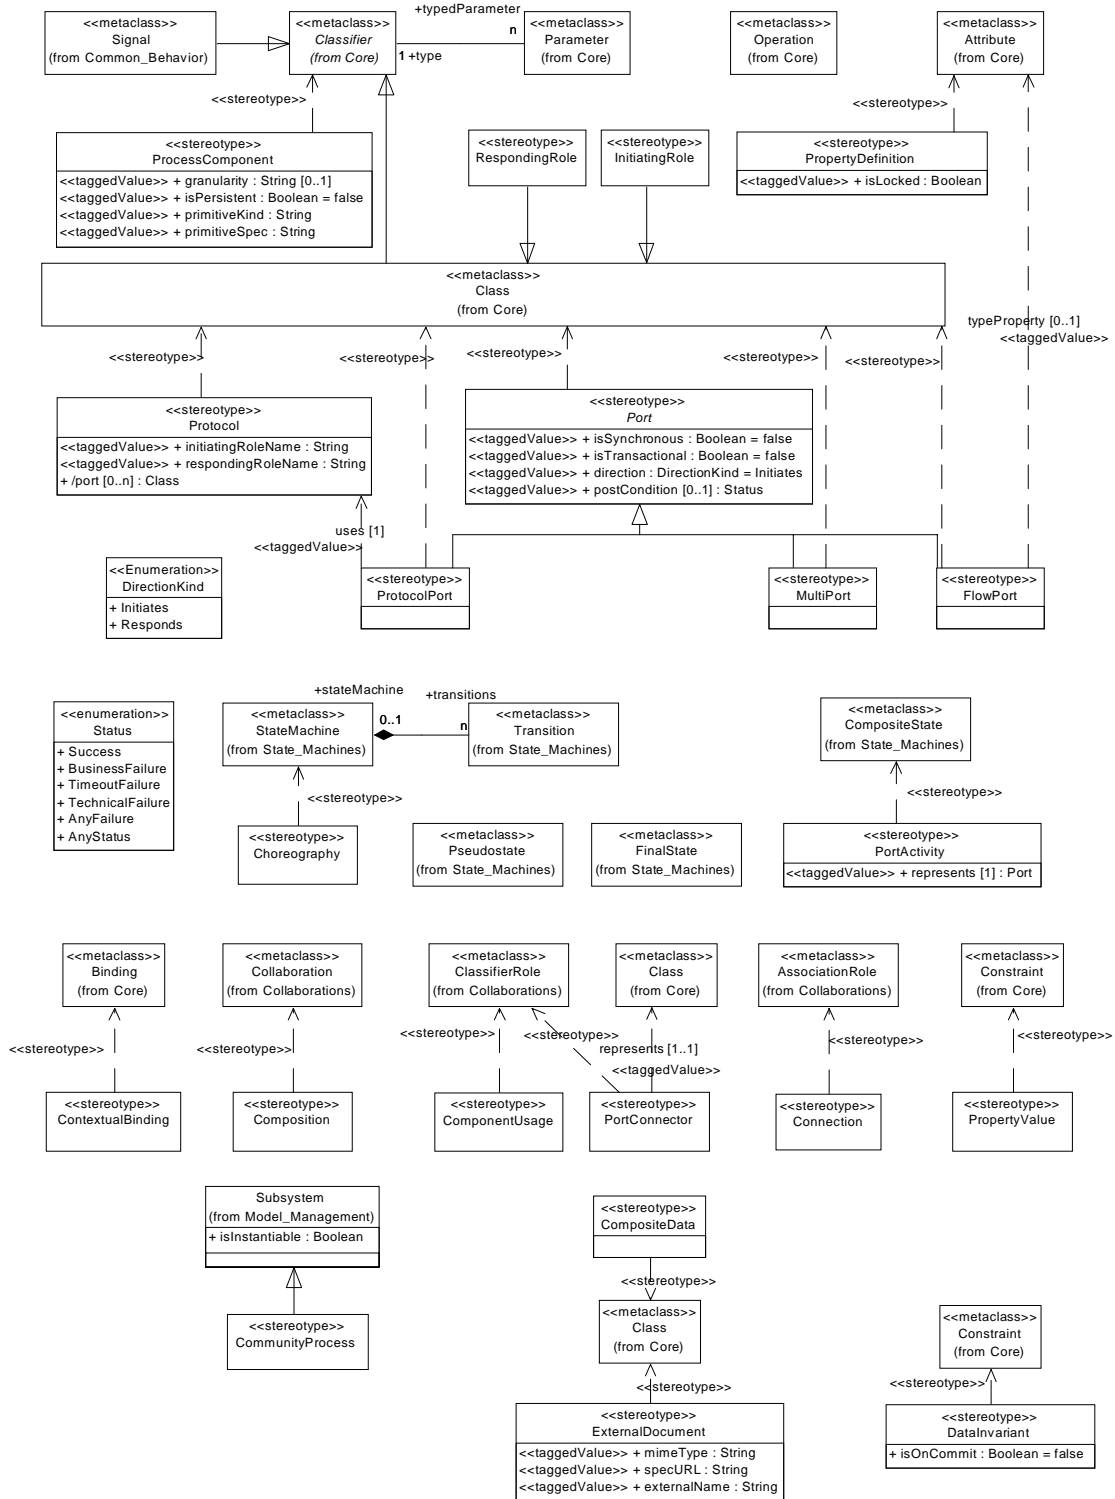 +typedParameter
<<metaclass>>
Signal
(from Common_Behavior)
<<metaclass>>
Classifier
(from Core)
1 +type
n
<<metaclass>>
Parameter
(from Core)
<<metaclass>>
Operation
(from Core)
<<metaclass>>
Attribute
(from Core)
<<stereotype>>
<<stereotype>>
<<stereotype>>
ProcessComponent
<<taggedValue>> + granularity : String [0..1]
<<taggedValue>> + isPersistent : Boolean = false
<<taggedValue>> + primitiveKind : String
<<taggedValue>> + primitiveSpec : String
<<stereotype>>
RespondingRole
<<stereotype>>
InitiatingRole
<<stereotype>>
PropertyDefinition
<<taggedValue>> + isLocked : Boolean
<<metaclass>>
Class
(from Core)
typeProperty [0..1]
<<taggedValue>>
<<stereotype>>
<<stereotype>>
<<stereotype>>
<<stereotype>>
<<stereotype>>
<<stereotype>>
Protocol
<<taggedValue>> + initiatingRoleName : String
<<taggedValue>> + respondingRoleName : String
+ /port [0..n] : Class
<<stereotype>>
Port
<<taggedValue>> + isSynchronous : Boolean = false
<<taggedValue>> + isTransactional : Boolean = false
<<taggedValue>> + direction : DirectionKind = Initiates
<<taggedValue>> + postCondition [0..1] : Status
uses [1]
<<taggedValue>>
<<Enumeration>>
DirectionKind
+ Initiates
+ Responds
<<stereotype>>
ProtocolPort
<<stereotype>>
MultiPort
<<stereotype>>
FlowPort
<<enumeration>>
Status
+ Success
+ BusinessFailure
+ TimeoutFailure
+ TechnicalFailure
+ AnyFailure
+ AnyStatus
+stateMachine
+transitions
<<metaclass>>
StateMachine
(from State_Machines)
0..1
n
<<metaclass>>
Transition
(from State_Machines)
<<metaclass>>
CompositeState
(from State_Machines)
<<stereotype>>
<<stereotype>>
<<stereotype>>
Choreography
<<metaclass>>
Pseudostate
(from State_Machines)
<<metaclass>>
FinalState
(from State_Machines)
<<stereotype>>
PortActivity
<<taggedValue>> + represents [1] : Port
<<metaclass>>
Binding
(from Core)
<<metaclass>>
Collaboration
(from Collaborations)
<<metaclass>>
ClassifierRole
(from Collaborations)
<<metaclass>>
Class
(from Core)
<<metaclass>>
AssociationRole
(from Collaborations)
<<metaclass>>
Constraint
(from Core)
<<stereotype>>
<<stereotype>>
<<stereotype>>
<<stereotype>>
represents [1..1]
<<taggedValue>>
<<stereotype>>
<<stereotype>>
<<stereotype>>
ContextualBinding
<<stereotype>>
Composition
<<stereotype>>
ComponentUsage
<<stereotype>>
PortConnector
<<stereotype>>
Connection
<<stereotype>>
PropertyValue
Subsystem
(from Model_Management)
+ isInstantiable : Boolean
<<stereotype>>
CommunityProcess
<<stereotype>>
CompositeData
<<stereotype>>
<<metaclass>>
Class
(from Core)
<<stereotype>>
<<stereotype>>
ExternalDocument
<<taggedValue>> + mimeType : String
<<taggedValue>> + specURL : String
<<taggedValue>> + externalName : String
<<metaclass>>
Constraint
(from Core)
<<stereotype>>
<<stereotype>>
DataInvariant
+ isOnCommit : Boolean = false